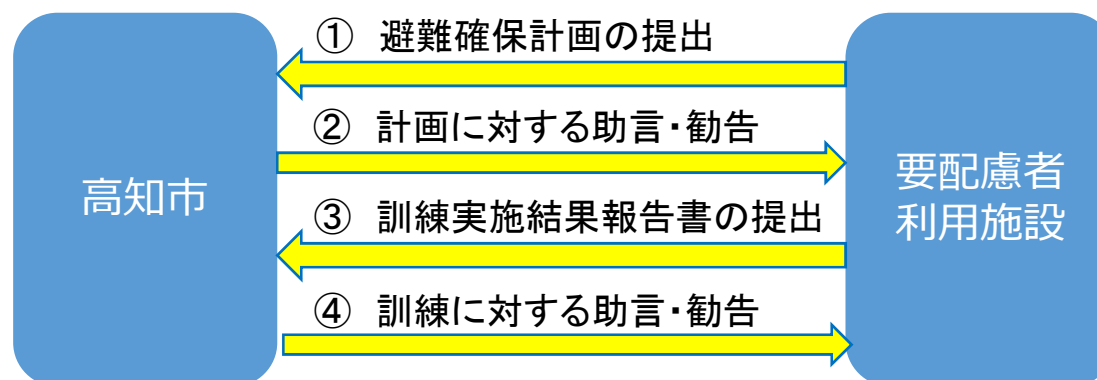 ① 避難確保計画の提出
② 計画に対する助言・勧告
高知市
要配慮者
利用施設
③ 訓練実施結果報告書の提出
④ 訓練に対する助言・勧告